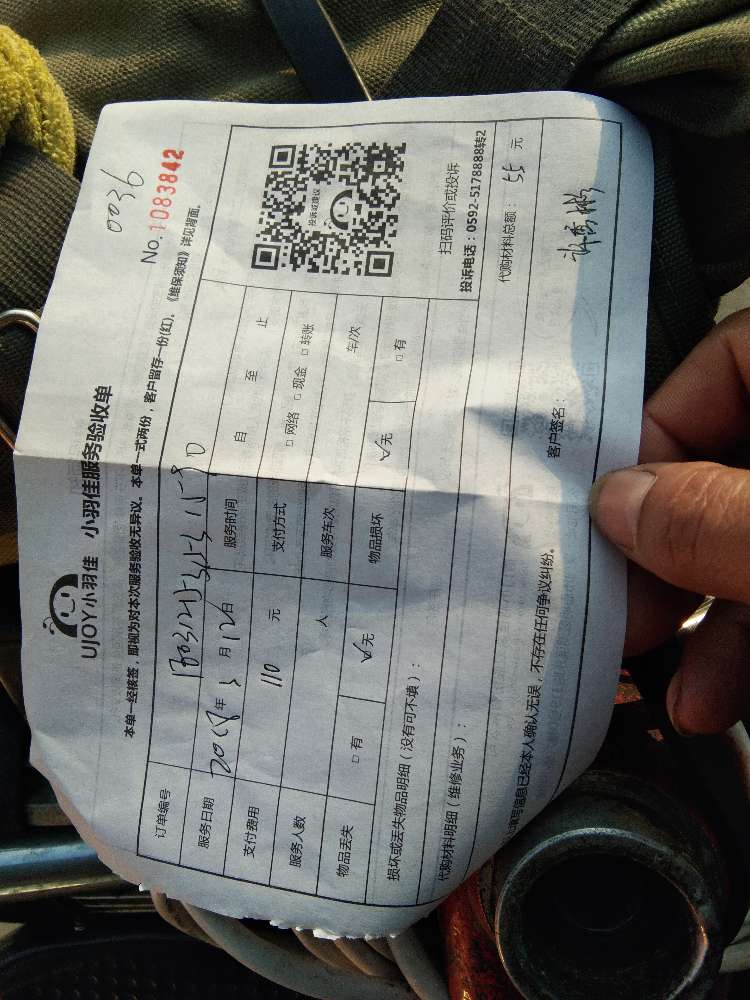 0036
UJOY小羽佳 小羽佳服务验收单
No.1083842
本单一经核签，即视为对本次服务验收无异议。本单一式两份，客户留存一份(红)。《维保须知》详见背面。
订单编号
服务日期 2018年3月12日 服务时间 自 至 止
支付费用 110 元 支付方式 □网络 □现金 □转账
服务人数 人 服务车次 车/次
物品丢失 □有 ☑无 物品损坏 ☑无 □有
投诉或建议
扫码评价或投诉
投诉电话：0592-5178888转2
损坏或丢失物品明细（没有可不填）：
代购材料明细（维修业务）： 代购材料总额： 55 元
填写信息已经本人确认无误，不存在任何争议纠纷。 客户签名：